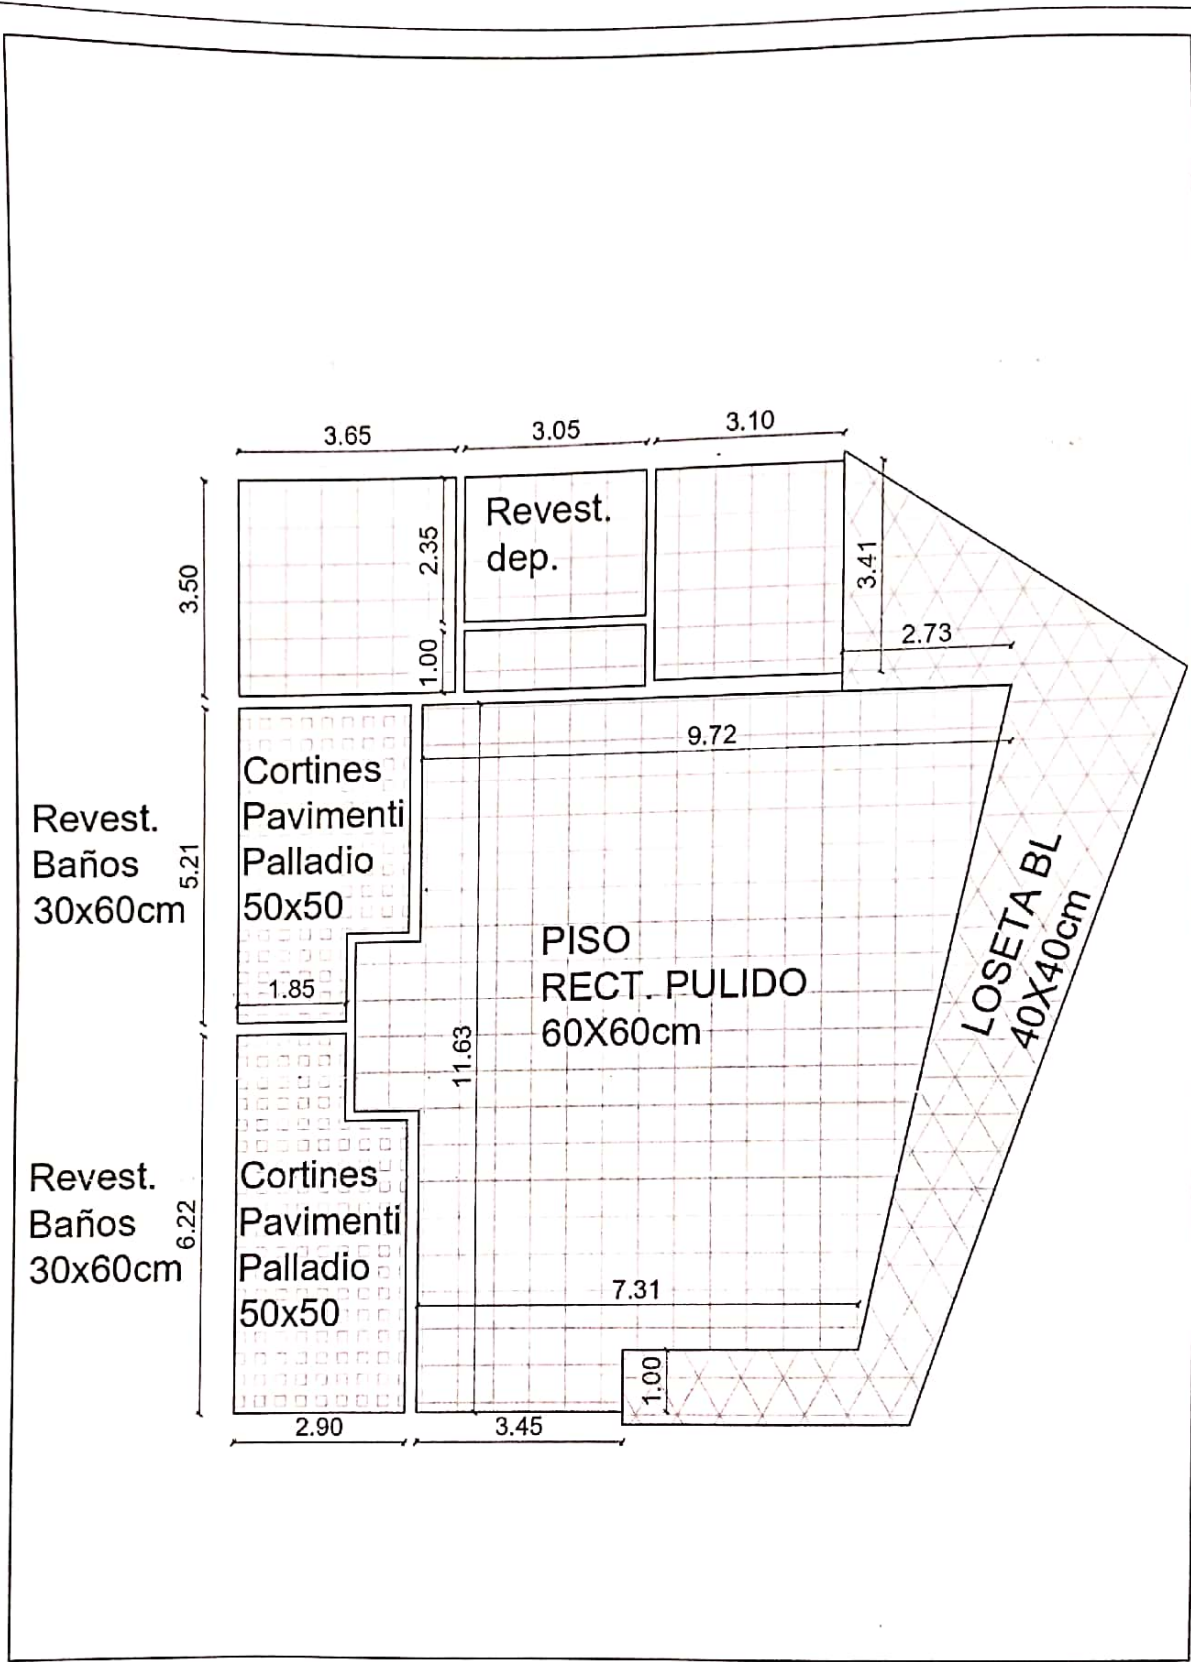 3.65
3.05
3.10
Revest.
dep.
2.35
3.41
3.50
2.73
1.00
9.72
Cortines
Pavimenti
Palladio
50x50
Revest.
Baños
30x60cm
5.21
LOSETA BL
40X40cm
PISO
RECT. PULIDO
60X60cm
1.85
11.63
Revest.
Baños
30x60cm
6.22
Cortines
Pavimenti
Palladio
50x50
7.31
1.00
2.90
3.45